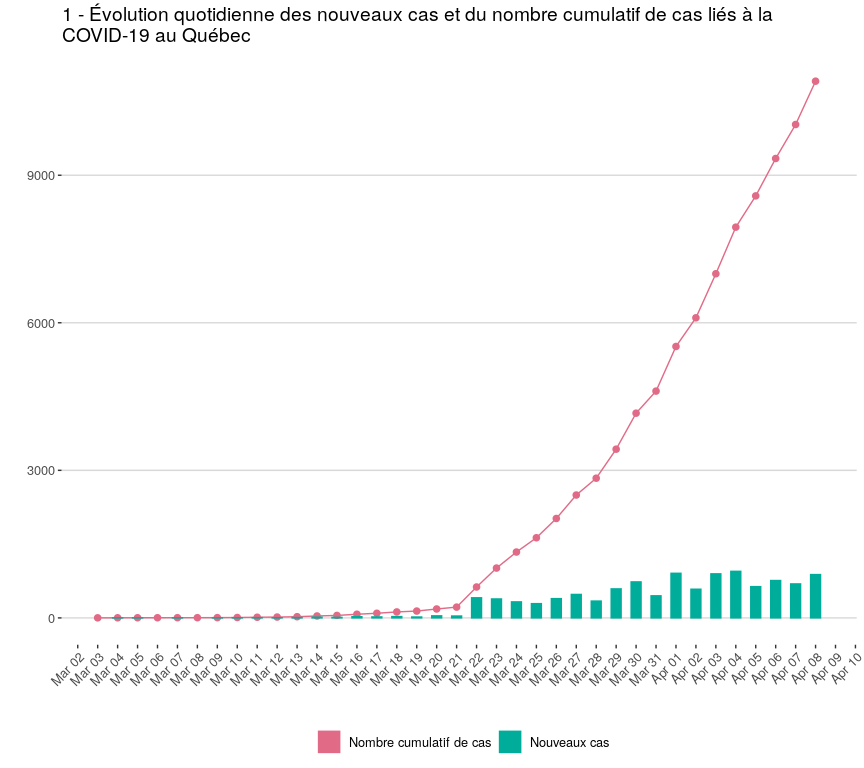 1 - Évolution quotidienne des nouveaux cas et du nombre cumulatif de cas liés à la
COVID-19 au Québec
9000
6000
3000
0
Mar 02
Mar 03
Mar 04
Mar 05
Mar 06
Mar 07
Mar 08
Mar 09
Mar 10
Mar 11
Mar 12
Mar 13
Mar 14
Mar 15
Mar 16
Mar 17
Mar 18
Mar 19
Mar 20
Mar 21
Mar 22
Mar 23
Mar 24
Mar 25
Mar 26
Mar 27
Mar 28
Mar 29
Mar 30
Mar 31
Apr 01
Apr 02
Apr 03
Apr 04
Apr 05
Apr 06
Apr 07
Apr 08
Apr 09
Apr 10
Nombre cumulatif de cas
Nouveaux cas